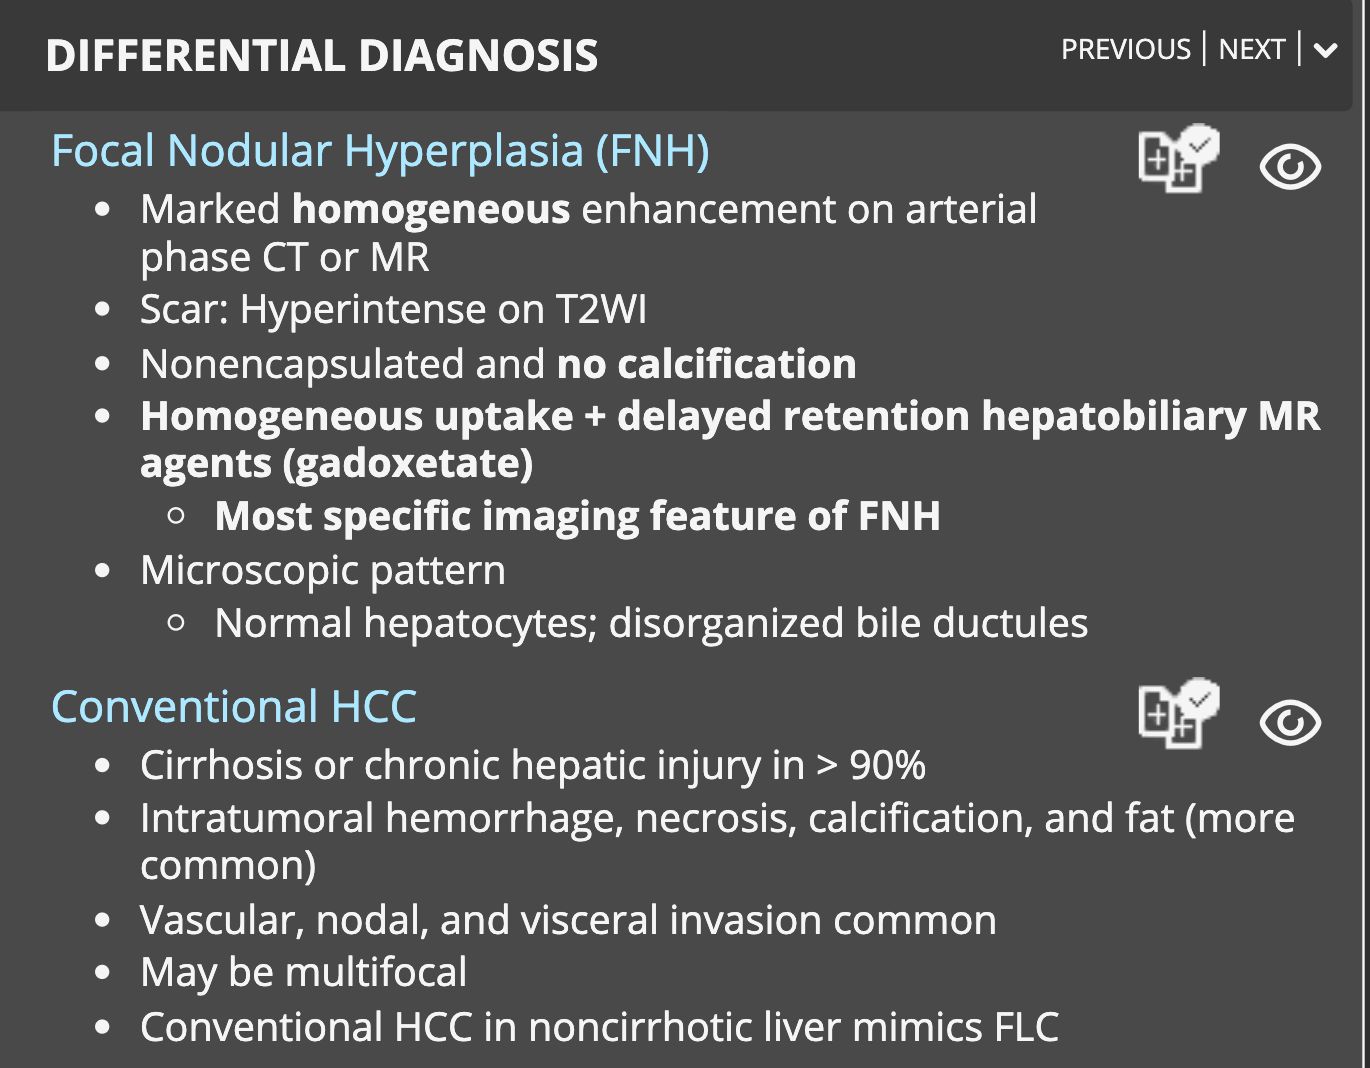 DIFFERENTIAL DIAGNOSIS
PREVIOUS | NEXT |
Focal Nodular Hyperplasia (FNH)
• Marked homogeneous enhancement on arterial
phase CT or MR
• Scar: Hyperintense on T2WI
• Nonencapsulated and no calcification
• Homogeneous uptake + delayed retention hepatobiliary MR
agents (gadoxetate)
○ Most specific imaging feature of FNH
• Microscopic pattern
○ Normal hepatocytes; disorganized bile ductules
Conventional HCC
• Cirrhosis or chronic hepatic injury in > 90%
• Intratumoral hemorrhage, necrosis, calcification, and fat (more
common)
• Vascular, nodal, and visceral invasion common
• May be multifocal
• Conventional HCC in noncirrhotic liver mimics FLC